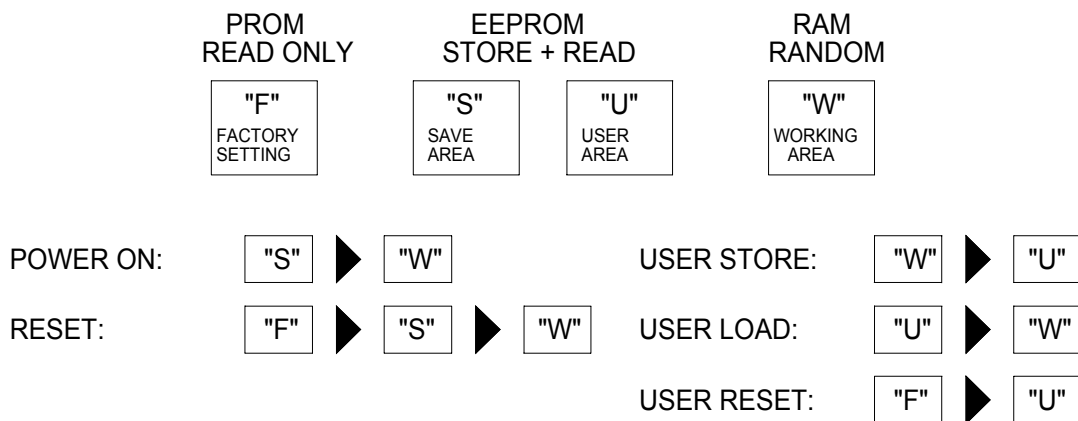 PROM
READ ONLY
EEPROM
STORE + READ
RAM
RANDOM
"F"
FACTORY
SETTING
"S"
SAVE
AREA
"U"
USER
AREA
"W"
WORKING
AREA
POWER ON: "S" "W"
RESET: "F" "S" "W"
USER STORE: "W" "U"
USER LOAD: "U" "W"
USER RESET: "F" "U"